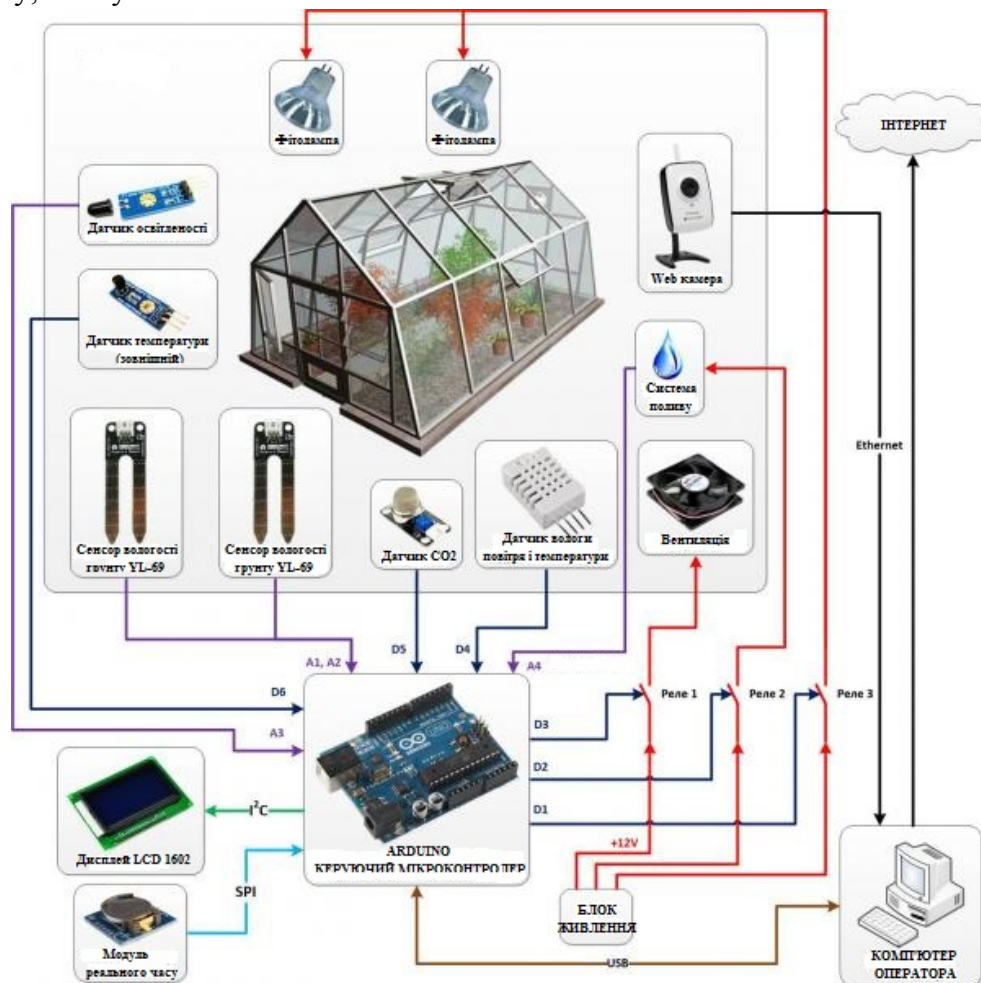 Фітолампа
Фітолампа
ІНТЕРНЕТ
Датчик освітленості
Web камера
Датчик температури
(зовнішній)
Система
поливу
Ethernet
Сенсор вологості
грунту YL-69
Сенсор вологості
грунту YL-69
Датчик CO2
Датчик вологи
повітря і температури
Вентиляція
A1, A2
D5
D4
A4
D6
A3
D3
D2
D1
Реле 1
Реле 2
Реле 3
I²C
Дисплей LCD 1602
ARDUINO
КЕРУЮЧИЙ МІКРОКОНТРОЛЕР
+12V
SPI
БЛОК
ЖИВЛЕННЯ
Модуль
реального часу
USB
КОМП'ЮТЕР
ОПЕРАТОРА